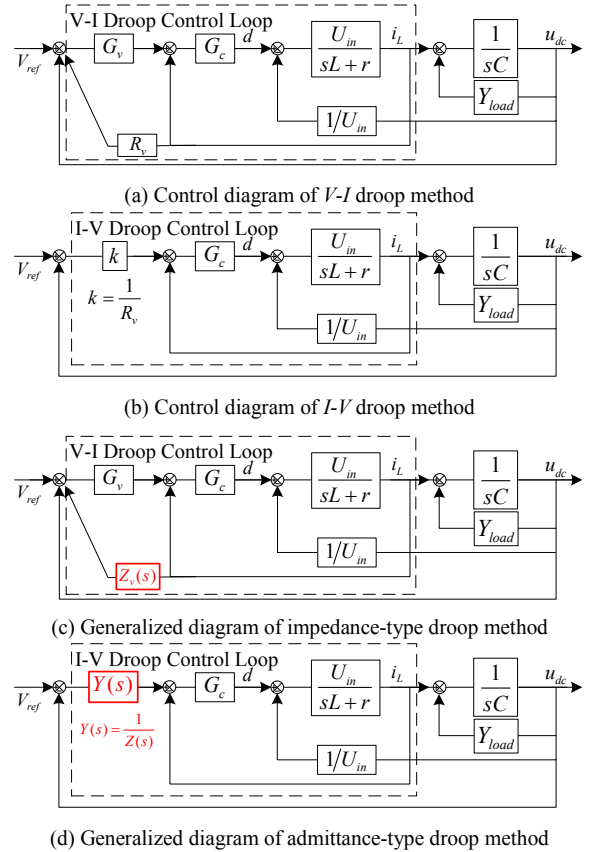 V-I Droop Control Loop
V_ref G_v G_c d U_in / sL + r i_L 1 / sC u_dc
Y_load
1/U_in
R_v
(a) Control diagram of V-I droop method
I-V Droop Control Loop
V_ref k G_c d U_in / sL + r i_L 1 / sC u_dc
k = 1 / R_v
Y_load
1/U_in
(b) Control diagram of I-V droop method
V-I Droop Control Loop
V_ref G_v G_c d U_in / sL + r i_L 1 / sC u_dc
Y_load
1/U_in
Z_v(s)
(c) Generalized diagram of impedance-type droop method
I-V Droop Control Loop
V_ref Y(s) G_c d U_in / sL + r i_L 1 / sC u_dc
Y(s) = 1 / Z(s)
Y_load
1/U_in
(d) Generalized diagram of admittance-type droop method